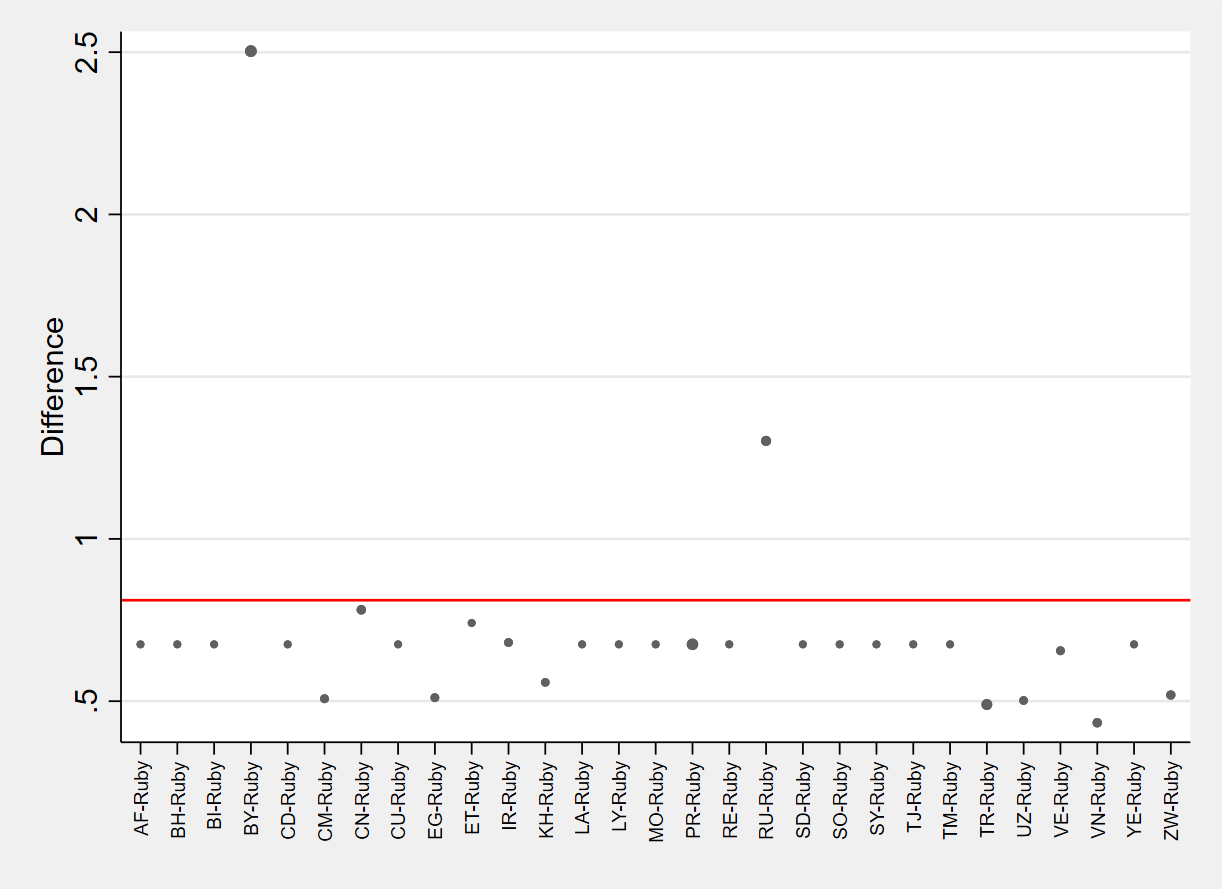 Difference
2.5
2
1.5
1
.5
AF-Ruby
BH-Ruby
BI-Ruby
BY-Ruby
CD-Ruby
CM-Ruby
CN-Ruby
CU-Ruby
EG-Ruby
ET-Ruby
IR-Ruby
KH-Ruby
LA-Ruby
LY-Ruby
MO-Ruby
PR-Ruby
RE-Ruby
RU-Ruby
SD-Ruby
SO-Ruby
SY-Ruby
TJ-Ruby
TM-Ruby
TR-Ruby
UZ-Ruby
VE-Ruby
VN-Ruby
YE-Ruby
ZW-Ruby